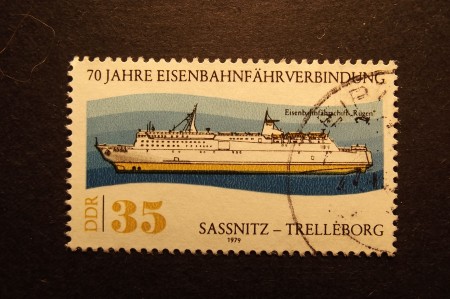 70 JAHRE EISENBAHNFÄHRVERBINDUNG
Eisenbahnfährschiff „Rügen"
DDR
35
SASSNITZ – TRELLEBORG
1979